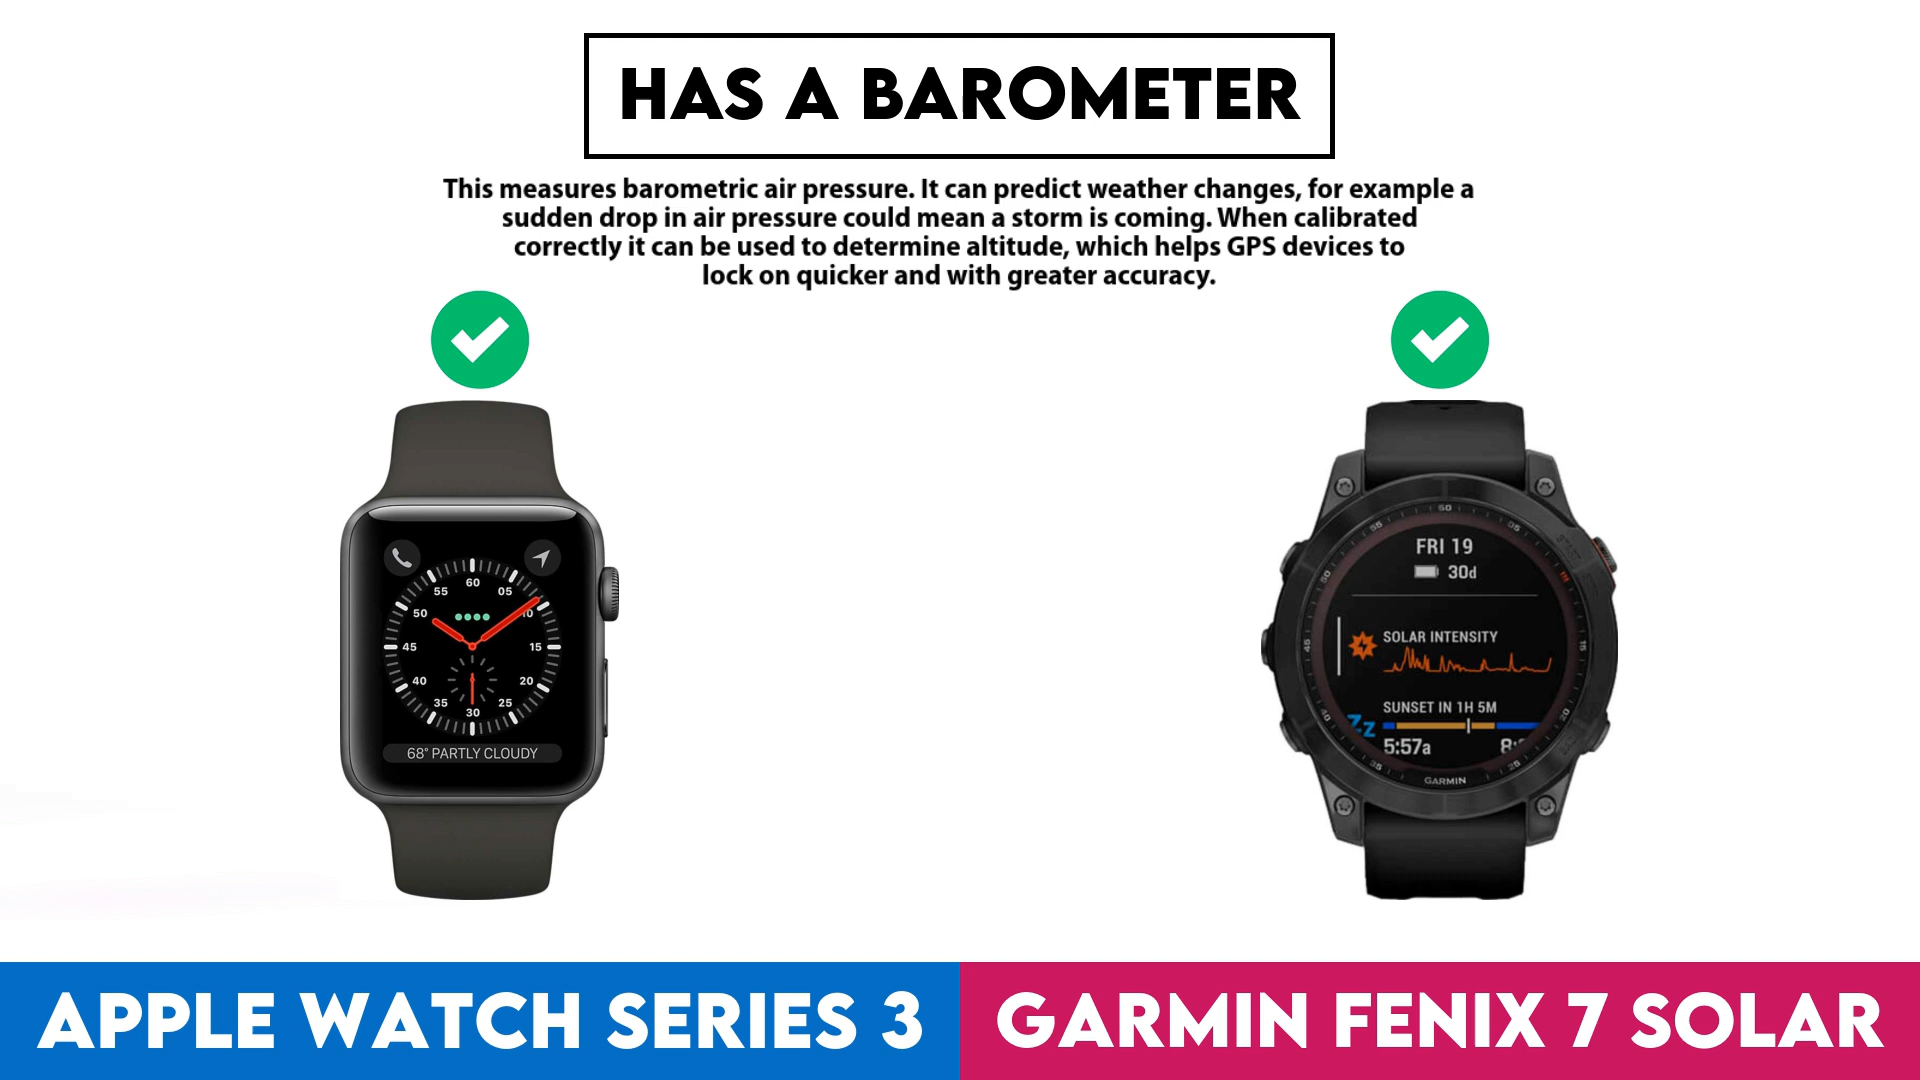 HAS A BAROMETER
This measures barometric air pressure. It can predict weather changes, for example a
sudden drop in air pressure could mean a storm is coming. When calibrated
correctly it can be used to determine altitude, which helps GPS devices to
lock on quicker and with greater accuracy.
60
55 05
50 10
45 15
40 20
35 25
30
68° PARTLY CLOUDY
FRI 19
30d
SOLAR INTENSITY
SUNSET IN 1H 5M
Zz
5:57a
GARMIN
APPLE WATCH SERIES 3
GARMIN FENIX 7 SOLAR